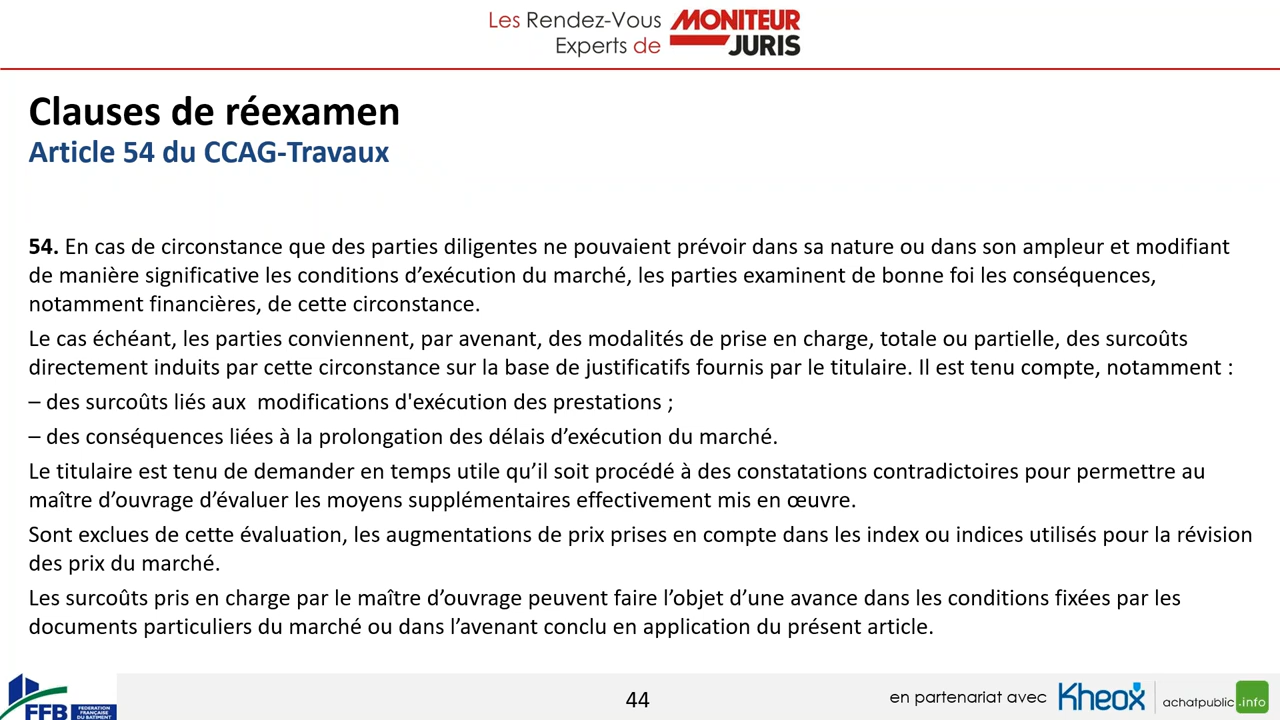 Les Rendez-Vous
Experts de
MONITEUR
JURIS
Clauses de réexamen
Article 54 du CCAG-Travaux
54. En cas de circonstance que des parties diligentes ne pouvaient prévoir dans sa nature ou dans son ampleur et modifiant
de manière significative les conditions d’exécution du marché, les parties examinent de bonne foi les conséquences,
notamment financières, de cette circonstance.
Le cas échéant, les parties conviennent, par avenant, des modalités de prise en charge, totale ou partielle, des surcoûts
directement induits par cette circonstance sur la base de justificatifs fournis par le titulaire. Il est tenu compte, notamment :
– des surcoûts liés aux  modifications d'exécution des prestations ;
– des conséquences liées à la prolongation des délais d’exécution du marché.
Le titulaire est tenu de demander en temps utile qu’il soit procédé à des constatations contradictoires pour permettre au
maître d’ouvrage d’évaluer les moyens supplémentaires effectivement mis en œuvre.
Sont exclues de cette évaluation, les augmentations de prix prises en compte dans les index ou indices utilisés pour la révision
des prix du marché.
Les surcoûts pris en charge par le maître d’ouvrage peuvent faire l’objet d’une avance dans les conditions fixées par les
documents particuliers du marché ou dans l’avenant conclu en application du présent article.
FFB
FEDERATION
FRANÇAISE
DU BATIMENT
44
en partenariat avec
Kheox
achatpublic.info